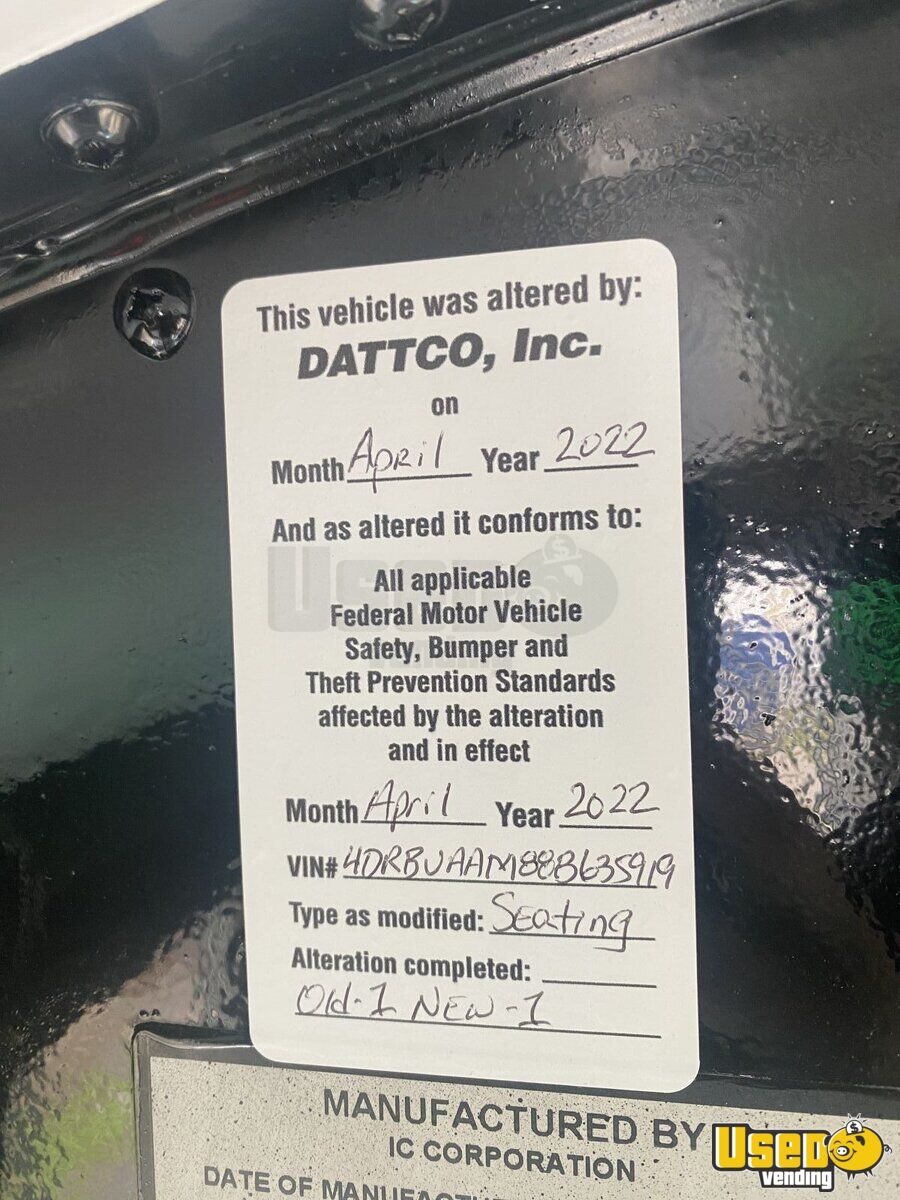 This vehicle was altered by:
DATTCO, Inc.
on
Month April Year 2022
And as altered it conforms to:
All applicable
Federal Motor Vehicle
Safety, Bumper and
Theft Prevention Standards
affected by the alteration
and in effect
Month April Year 2022
VIN# 4DRBUAAM88B635919
Type as modified: Seating
Alteration completed:
Old-1 New-1
MANUFACTURED BY
IC CORPORATION
DATE OF
Used
vending